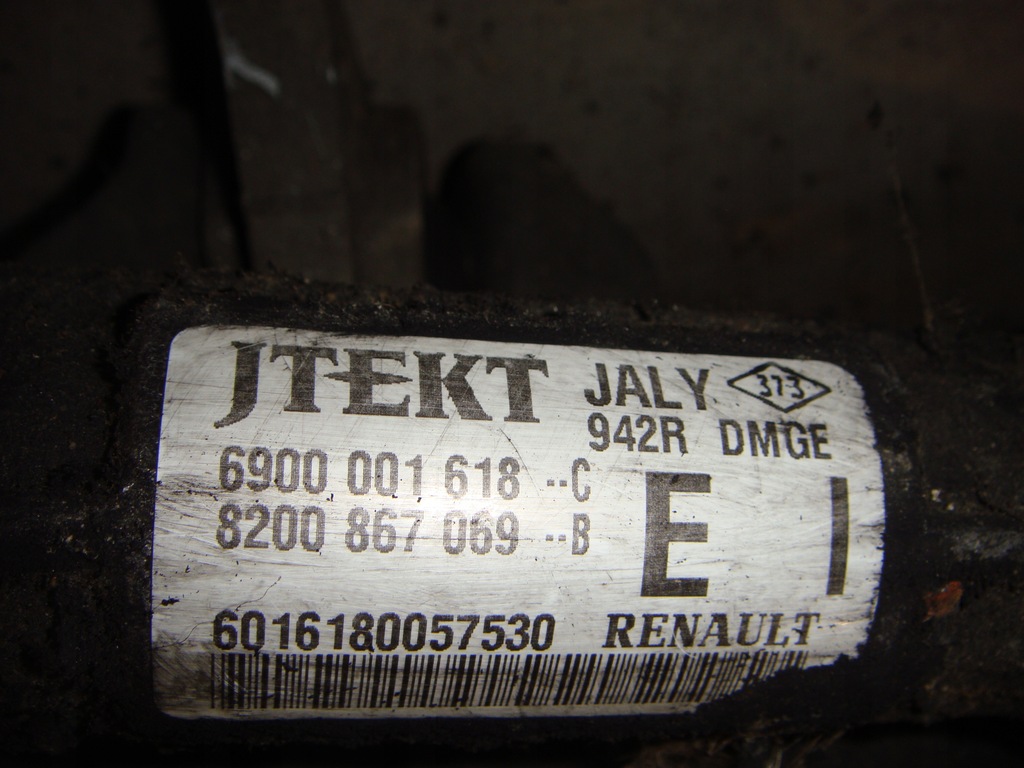 JTEKT JALY 373
942R DMGE
6900 001 618 --C
8200 867 069 --B
E I
6016180057530 RENAULT